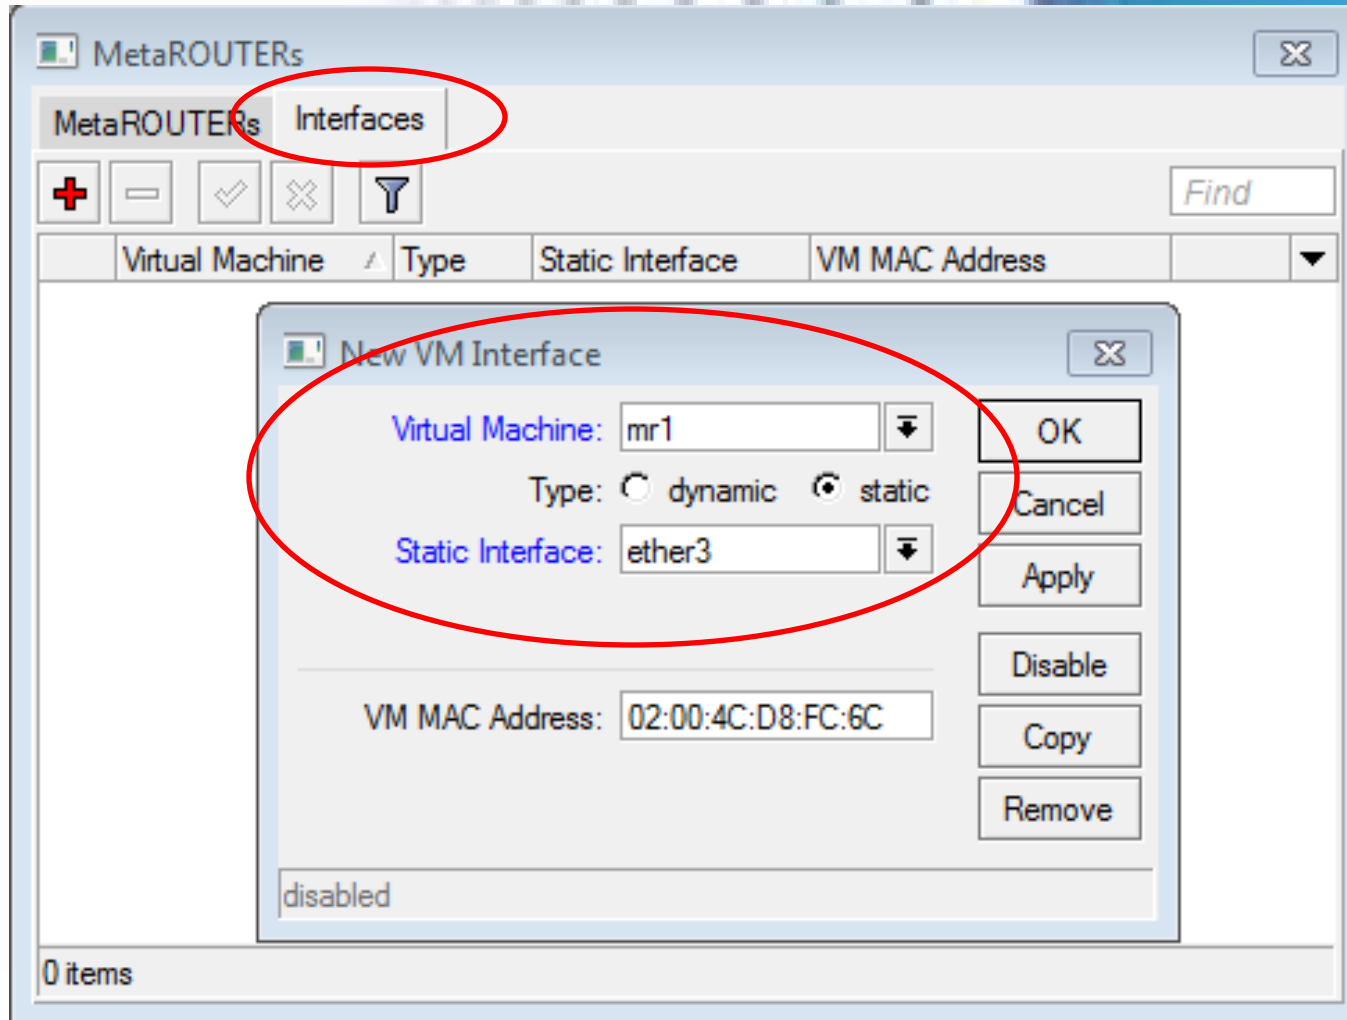 MetaROUTERs
MetaROUTERs Interfaces
Find
Virtual Machine Type Static Interface VM MAC Address
New VM Interface
Virtual Machine: mr1 OK
Type: dynamic static Cancel
Static Interface: ether3 Apply
Disable
VM MAC Address: 02:00:4C:D8:FC:6C Copy
Remove
disabled
0 items